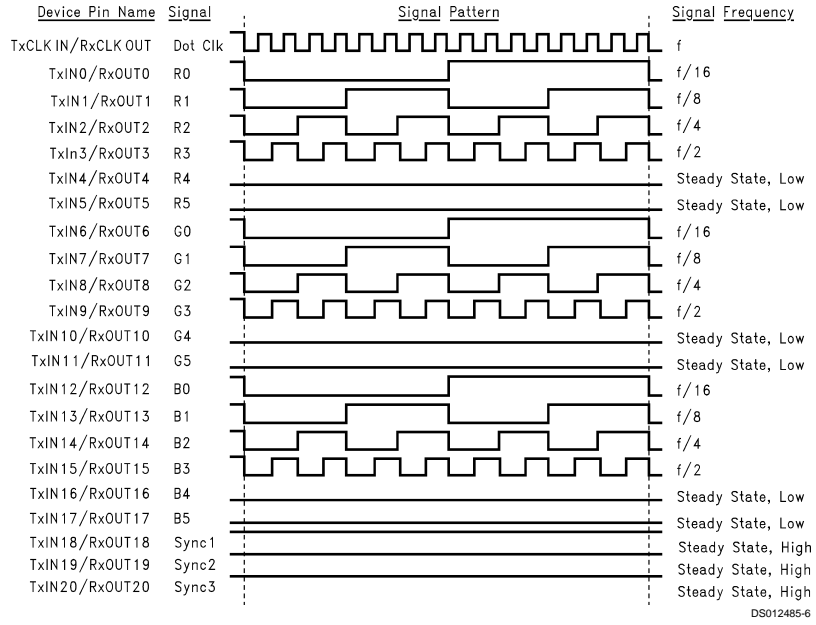 Device Pin Name Signal Signal Pattern Signal Frequency
TxCLK IN/RxCLK OUT Dot Clk f
TxIN0/RxOUT0 R0 f/16
TxIN1/RxOUT1 R1 f/8
TxIN2/RxOUT2 R2 f/4
TxIn3/RxOUT3 R3 f/2
TxIN4/RxOUT4 R4 Steady State, Low
TxIN5/RxOUT5 R5 Steady State, Low
TxIN6/RxOUT6 G0 f/16
TxIN7/RxOUT7 G1 f/8
TxIN8/RxOUT8 G2 f/4
TxIN9/RxOUT9 G3 f/2
TxIN10/RxOUT10 G4 Steady State, Low
TxIN11/RxOUT11 G5 Steady State, Low
TxIN12/RxOUT12 B0 f/16
TxIN13/RxOUT13 B1 f/8
TxIN14/RxOUT14 B2 f/4
TxIN15/RxOUT15 B3 f/2
TxIN16/RxOUT16 B4 Steady State, Low
TxIN17/RxOUT17 B5 Steady State, Low
TxIN18/RxOUT18 Sync1 Steady State, High
TxIN19/RxOUT19 Sync2 Steady State, High
TxIN20/RxOUT20 Sync3 Steady State, High
DS012485-6